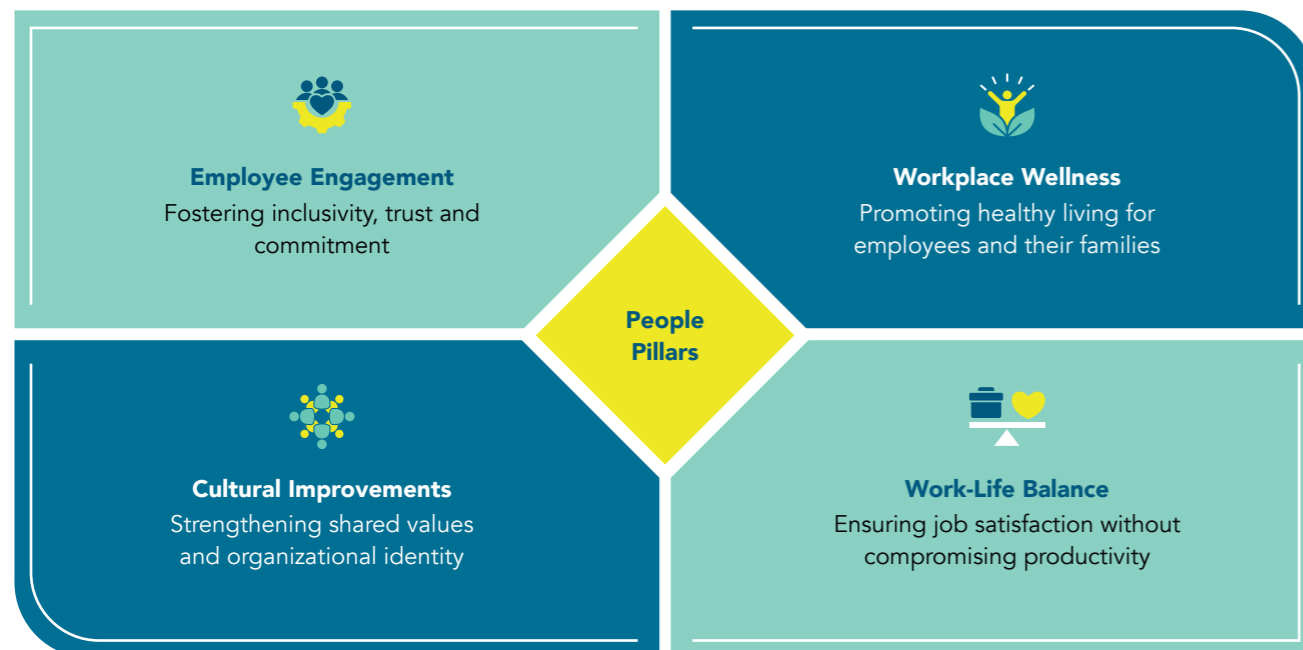 Employee Engagement
Fostering inclusivity, trust and
commitment
Workplace Wellness
Promoting healthy living for
employees and their families
People
Pillars
Cultural Improvements
Strengthening shared values
and organizational identity
Work-Life Balance
Ensuring job satisfaction without
compromising productivity